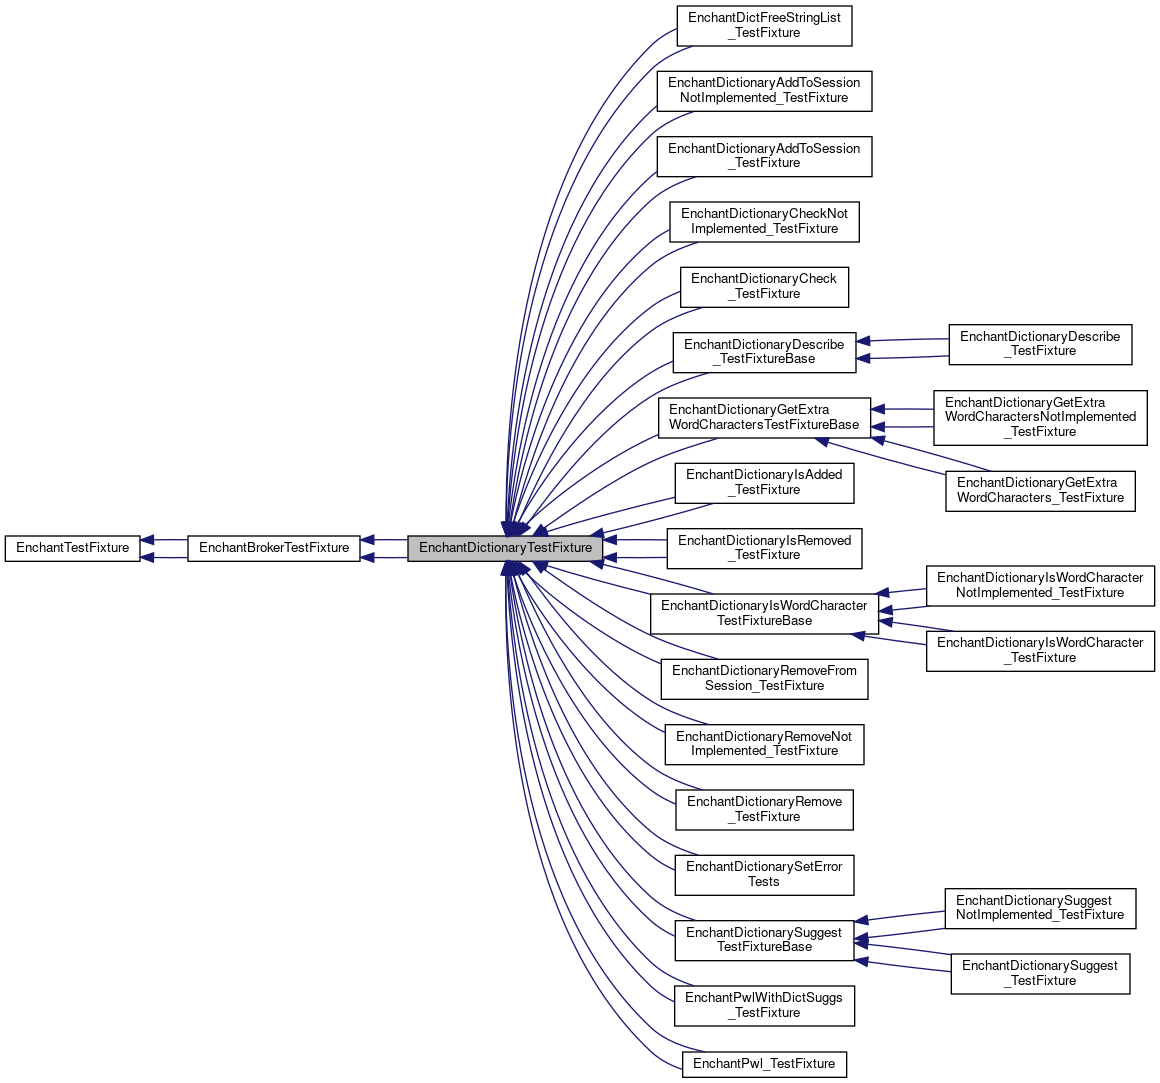 EnchantDictFreeStringList
_TestFixture
EnchantDictionaryAddToSession
NotImplemented_TestFixture
EnchantDictionaryAddToSession
_TestFixture
EnchantDictionaryCheckNot
Implemented_TestFixture
EnchantDictionaryCheck
_TestFixture
EnchantDictionaryDescribe
_TestFixtureBase
EnchantDictionaryDescribe
_TestFixture
EnchantDictionaryGetExtra
WordCharactersTestFixtureBase
EnchantDictionaryGetExtra
WordCharactersNotImplemented
_TestFixture
EnchantDictionaryIsAdded
_TestFixture
EnchantDictionaryGetExtra
WordCharacters_TestFixture
EnchantTestFixture
EnchantBrokerTestFixture
EnchantDictionaryTestFixture
EnchantDictionaryIsRemoved
_TestFixture
EnchantDictionaryIsWordCharacter
TestFixtureBase
EnchantDictionaryIsWordCharacter
NotImplemented_TestFixture
EnchantDictionaryIsWordCharacter
_TestFixture
EnchantDictionaryRemoveFrom
Session_TestFixture
EnchantDictionaryRemoveNot
Implemented_TestFixture
EnchantDictionaryRemove
_TestFixture
EnchantDictionarySetError
Tests
EnchantDictionarySuggest
TestFixtureBase
EnchantDictionarySuggest
NotImplemented_TestFixture
EnchantDictionarySuggest
_TestFixture
EnchantPwlWithDictSuggs
_TestFixture
EnchantPwl_TestFixture